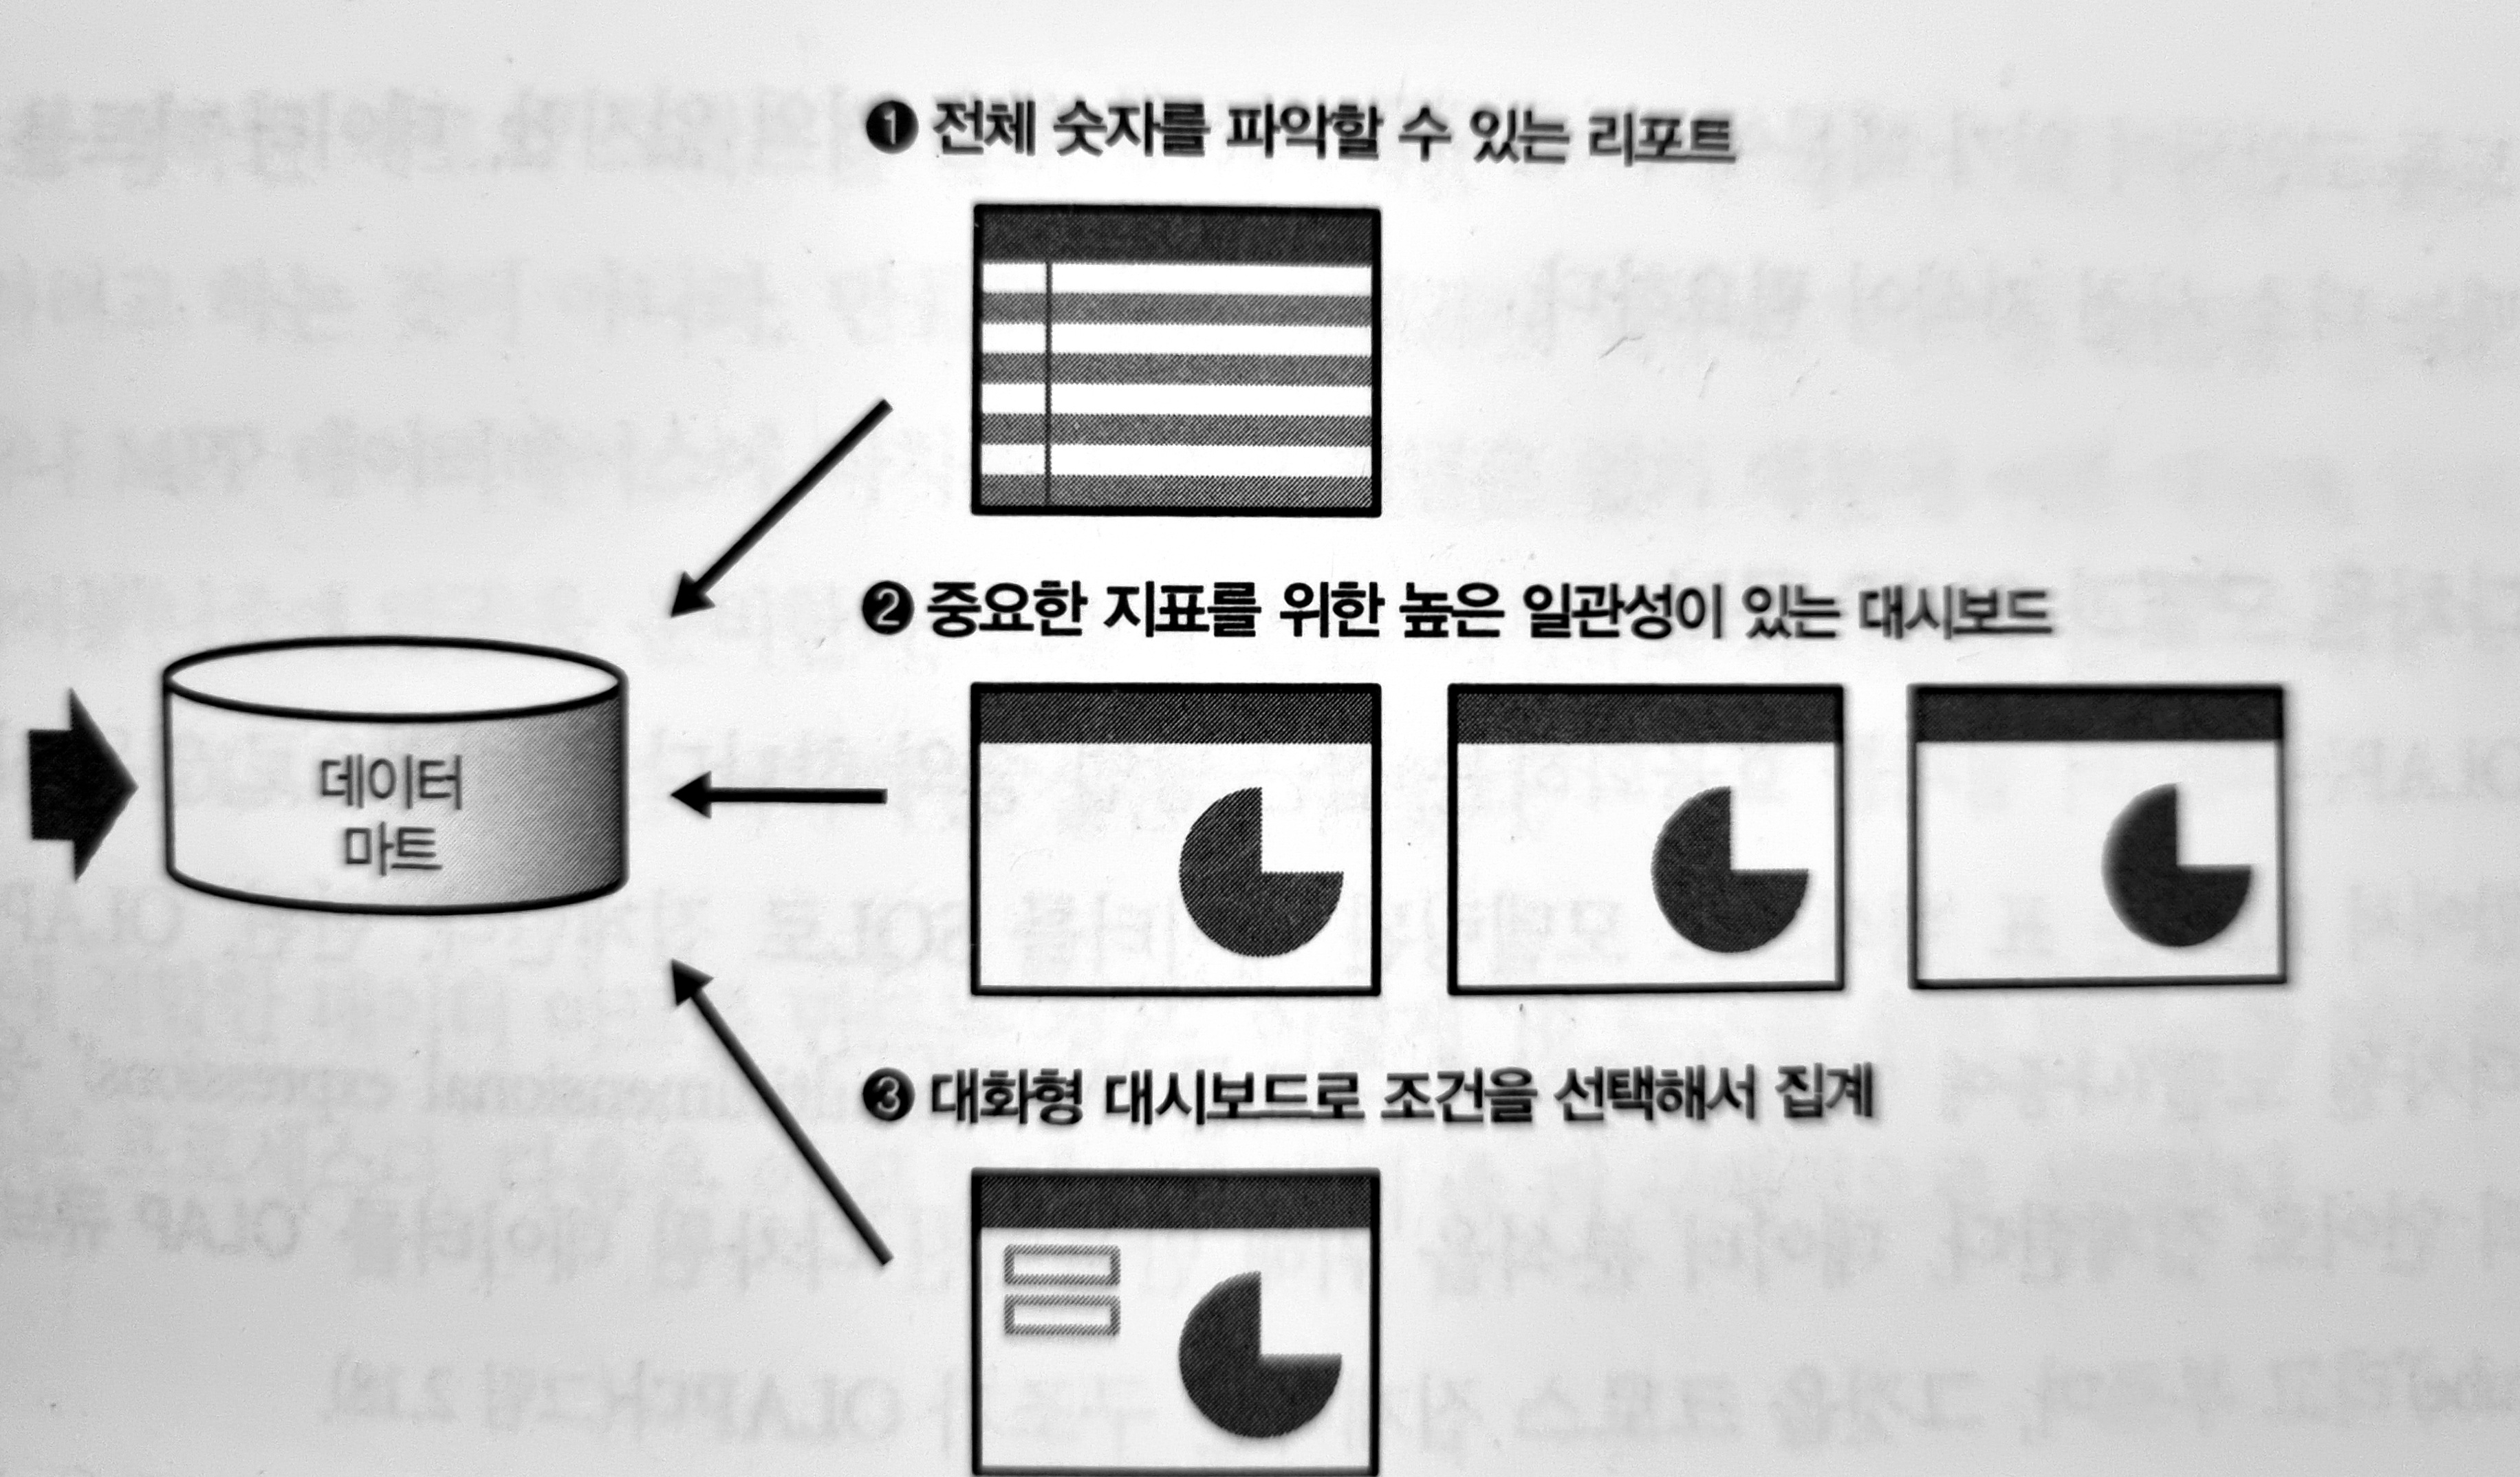 ❶ 전체 숫자를 파악할 수 있는 리포트
❷ 중요한 지표를 위한 높은 일관성이 있는 대시보드
데이터
마트
❸ 대화형 대시보드로 조건을 선택해서 집계